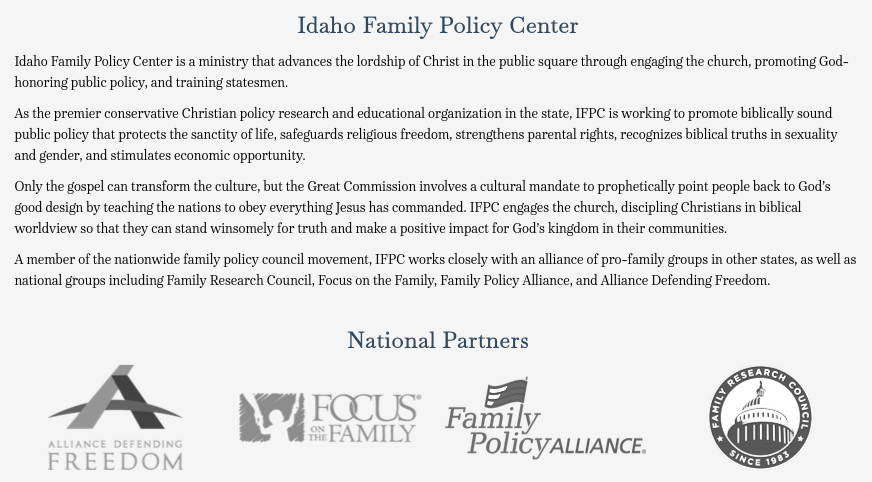 Idaho Family Policy Center
Idaho Family Policy Center is a ministry that advances the lordship of Christ in the public square through engaging the church, promoting God-
honoring public policy, and training statesmen.
As the premier conservative Christian policy research and educational organization in the state, IFPC is working to promote biblically sound
public policy that protects the sanctity of life, safeguards religious freedom, strengthens parental rights, recognizes biblical truths in sexuality
and gender, and stimulates economic opportunity.
Only the gospel can transform the culture, but the Great Commission involves a cultural mandate to prophetically point people back to God's
good design by teaching the nations to obey everything Jesus has commanded. IFPC engages the church, discipling Christians in biblical
worldview so that they can stand winsomely for truth and make a positive impact for God's kingdom in their communities.
A member of the nationwide family policy council movement, IFPC works closely with an alliance of pro-family groups in other states, as well as
national groups including Family Research Council, Focus on the Family, Family Policy Alliance, and Alliance Defending Freedom.
National Partners
ALLIANCE DEFENDING
FREEDOM
FOCUS
ON THE FAMILY®
Family
Policy ALLIANCE®
FAMILY RESEARCH COUNCIL
★ SINCE 1983 ★